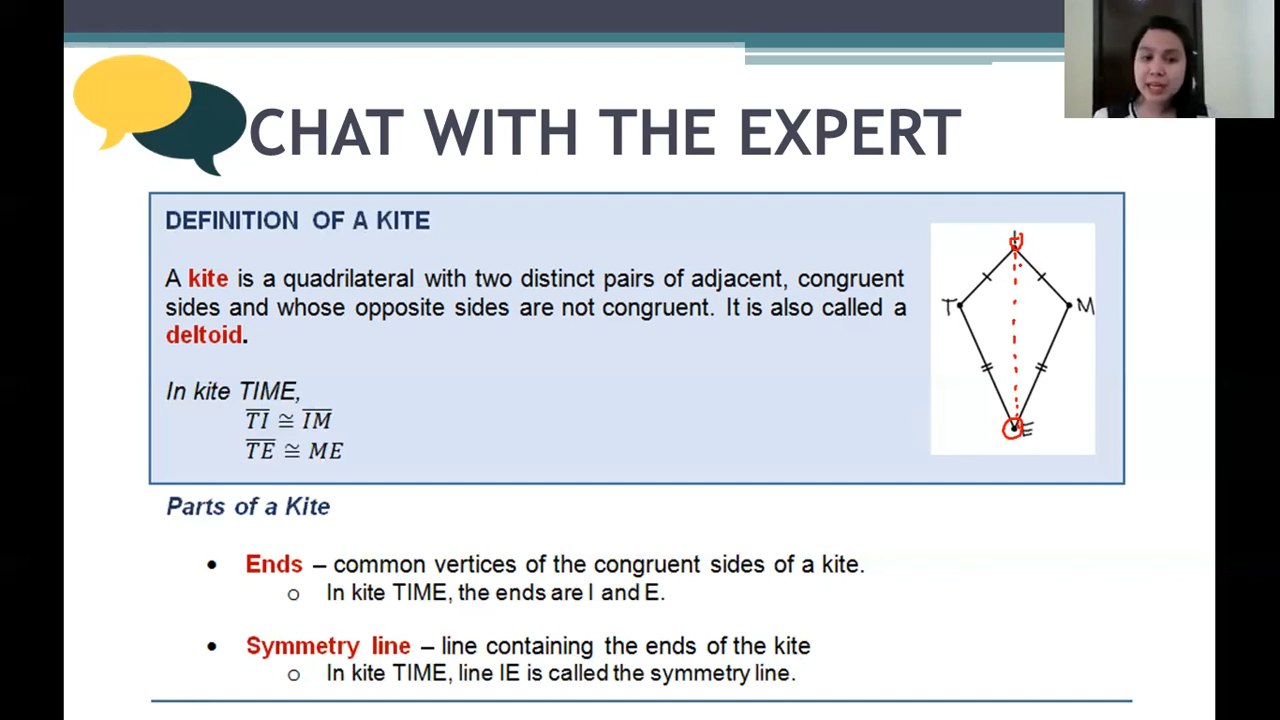 CHAT WITH THE EXPERT
DEFINITION OF A KITE
A kite is a quadrilateral with two distinct pairs of adjacent, congruent
sides and whose opposite sides are not congruent. It is also called a
deltoid.
In kite TIME,
T̅I̅ ≅ I̅M̅
T̅E̅ ≅ ME
I
T
M
E
Parts of a Kite
• Ends – common vertices of the congruent sides of a kite.
o In kite TIME, the ends are I and E.
• Symmetry line – line containing the ends of the kite
o In kite TIME, line IE is called the symmetry line.